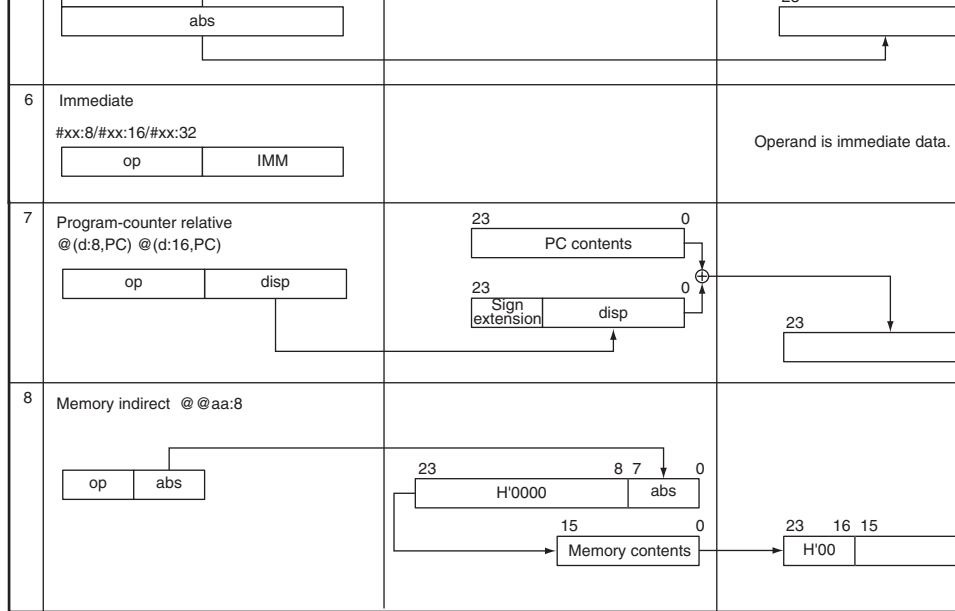 abs
6 Immediate
#xx:8/#xx:16/#xx:32
op IMM
Operand is immediate data.
7 Program-counter relative
@(d:8,PC) @(d:16,PC)
op disp
23 0
PC contents
23 0
Sign
extension disp
23
8 Memory indirect @@aa:8
op abs
23 8 7 0
H'0000 abs
15 0
Memory contents
23 16 15
H'00